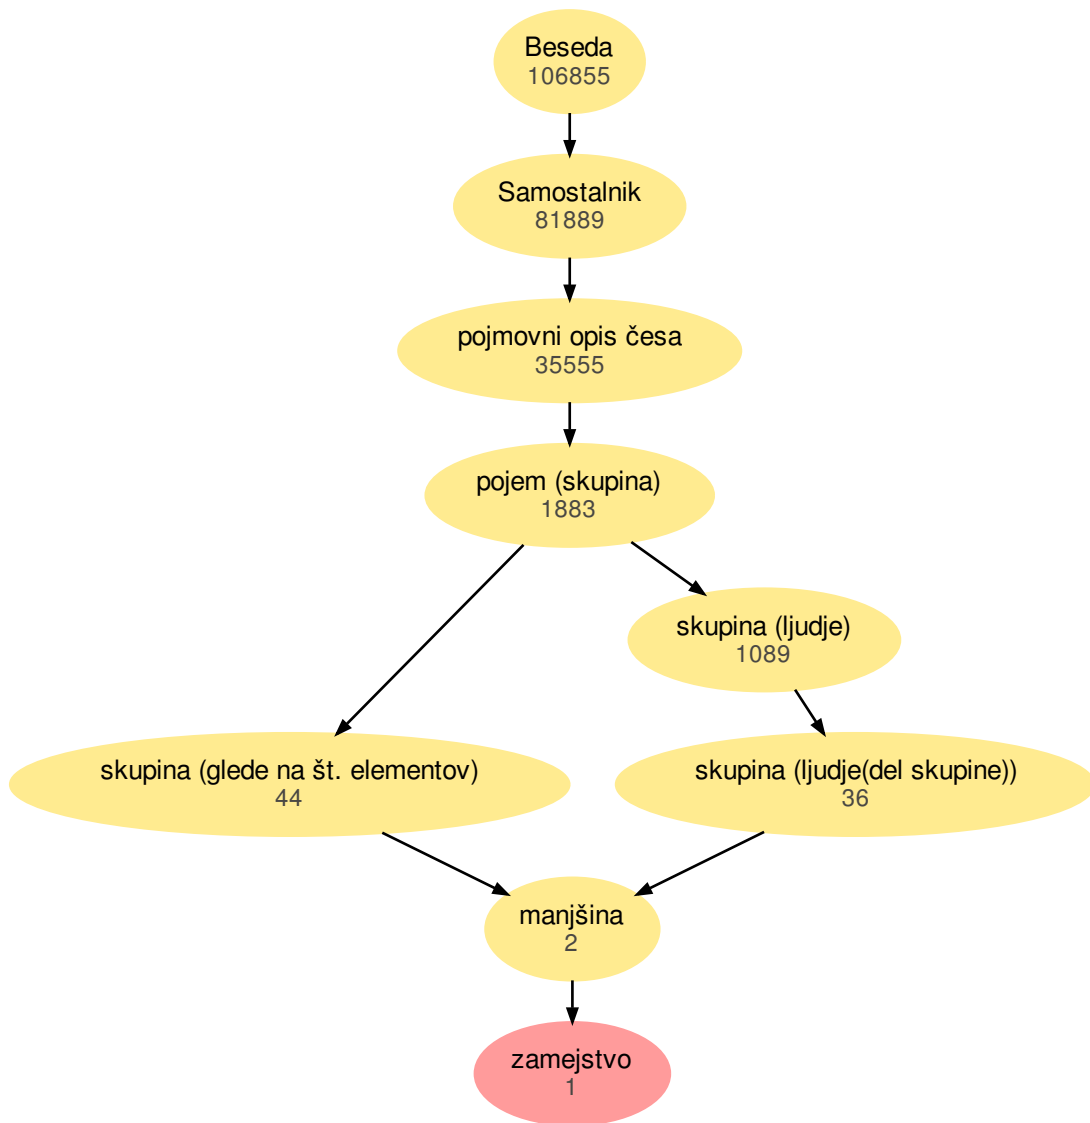 Beseda
106855
Samostalnik
81889
pojmovni opis česa
35555
pojem (skupina)
1883
skupina (ljudje)
1089
skupina (glede na št. elementov)
44
skupina (ljudje(del skupine))
36
manjšina
2
zamejstvo
1